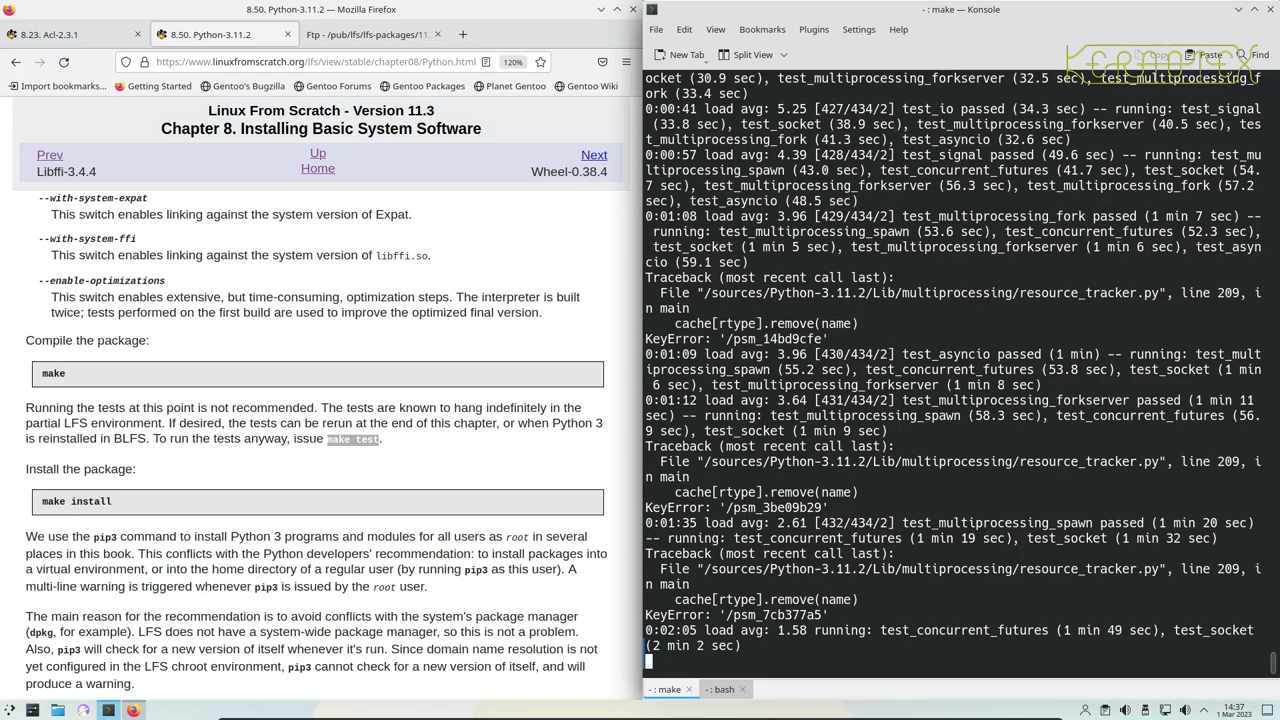 8.50. Python-3.11.2 — Mozilla Firefox
8.23. Acl-2.3.1
8.50. Python-3.11.2
Ftp - /pub/lfs/lfs-packages/11.
https://www.linuxfromscratch.org/lfs/view/stable/chapter08/Python.html
120%
Import bookmarks...
Getting Started
Gentoo's Bugzilla
Gentoo Forums
Gentoo Packages
Planet Gentoo
Gentoo Wiki
Linux From Scratch - Version 11.3
Chapter 8. Installing Basic System Software
Prev
Up
Next
Libffi-3.4.4
Home
Wheel-0.38.4
--with-system-expat
This switch enables linking against the system version of Expat.
--with-system-ffi
This switch enables linking against the system version of libffi.so.
--enable-optimizations
This switch enables extensive, but time-consuming, optimization steps. The interpreter is built
twice; tests performed on the first build are used to improve the optimized final version.
Compile the package:
make
Running the tests at this point is not recommended. The tests are known to hang indefinitely in the
partial LFS environment. If desired, the tests can be rerun at the end of this chapter, or when Python 3
is reinstalled in BLFS. To run the tests anyway, issue make test.
Install the package:
make install
We use the pip3 command to install Python 3 programs and modules for all users as root in several
places in this book. This conflicts with the Python developers' recommendation: to install packages into
a virtual environment, or into the home directory of a regular user (by running pip3 as this user). A
multi-line warning is triggered whenever pip3 is issued by the root user.
The main reason for the recommendation is to avoid conflicts with the system's package manager
(dpkg, for example). LFS does not have a system-wide package manager, so this is not a problem.
Also, pip3 will check for a new version of itself whenever it's run. Since domain name resolution is not
yet configured in the LFS chroot environment, pip3 cannot check for a new version of itself, and will
produce a warning.
- : make — Konsole
File Edit View Bookmarks Plugins Settings Help
New Tab
Split View
Copy
Paste
Find
KERNOTEX
ocket (30.9 sec), test_multiprocessing_forkserver (32.5 sec), test_multiprocessing_f
ork (33.4 sec)
0:00:41 load avg: 5.25 [427/434/2] test_io passed (34.3 sec) -- running: test_signal
(33.8 sec), test_socket (38.9 sec), test_multiprocessing_forkserver (40.5 sec), tes
t_multiprocessing_fork (41.3 sec), test_asyncio (32.6 sec)
0:00:57 load avg: 4.39 [428/434/2] test_signal passed (49.6 sec) -- running: test_mu
ltiprocessing_spawn (43.0 sec), test_concurrent_futures (41.7 sec), test_socket (54.
7 sec), test_multiprocessing_forkserver (56.3 sec), test_multiprocessing_fork (57.2
sec), test_asyncio (48.5 sec)
0:01:08 load avg: 3.96 [429/434/2] test_multiprocessing_fork passed (1 min 7 sec) --
running: test_multiprocessing_spawn (53.6 sec), test_concurrent_futures (52.3 sec),
test_socket (1 min 5 sec), test_multiprocessing_forkserver (1 min 6 sec), test_asyn
cio (59.1 sec)
Traceback (most recent call last):
File "/sources/Python-3.11.2/Lib/multiprocessing/resource_tracker.py", line 209, i
n main
cache[rtype].remove(name)
KeyError: '/psm_14bd9cfe'
0:01:09 load avg: 3.96 [430/434/2] test_asyncio passed (1 min) -- running: test_mult
iprocessing_spawn (55.2 sec), test_concurrent_futures (53.8 sec), test_socket (1 min
6 sec), test_multiprocessing_forkserver (1 min 8 sec)
0:01:12 load avg: 3.64 [431/434/2] test_multiprocessing_forkserver passed (1 min 11
sec) -- running: test_multiprocessing_spawn (58.3 sec), test_concurrent_futures (56.
9 sec), test_socket (1 min 9 sec)
Traceback (most recent call last):
File "/sources/Python-3.11.2/Lib/multiprocessing/resource_tracker.py", line 209, i
n main
cache[rtype].remove(name)
KeyError: '/psm_3be09b29'
0:01:35 load avg: 2.61 [432/434/2] test_multiprocessing_spawn passed (1 min 20 sec)
-- running: test_concurrent_futures (1 min 19 sec), test_socket (1 min 32 sec)
Traceback (most recent call last):
File "/sources/Python-3.11.2/Lib/multiprocessing/resource_tracker.py", line 209, i
n main
cache[rtype].remove(name)
KeyError: '/psm_7cb377a5'
0:02:05 load avg: 1.58 running: test_concurrent_futures (1 min 49 sec), test_socket
(2 min 2 sec)
- : make
- : bash
14:37
1 Mar 2023